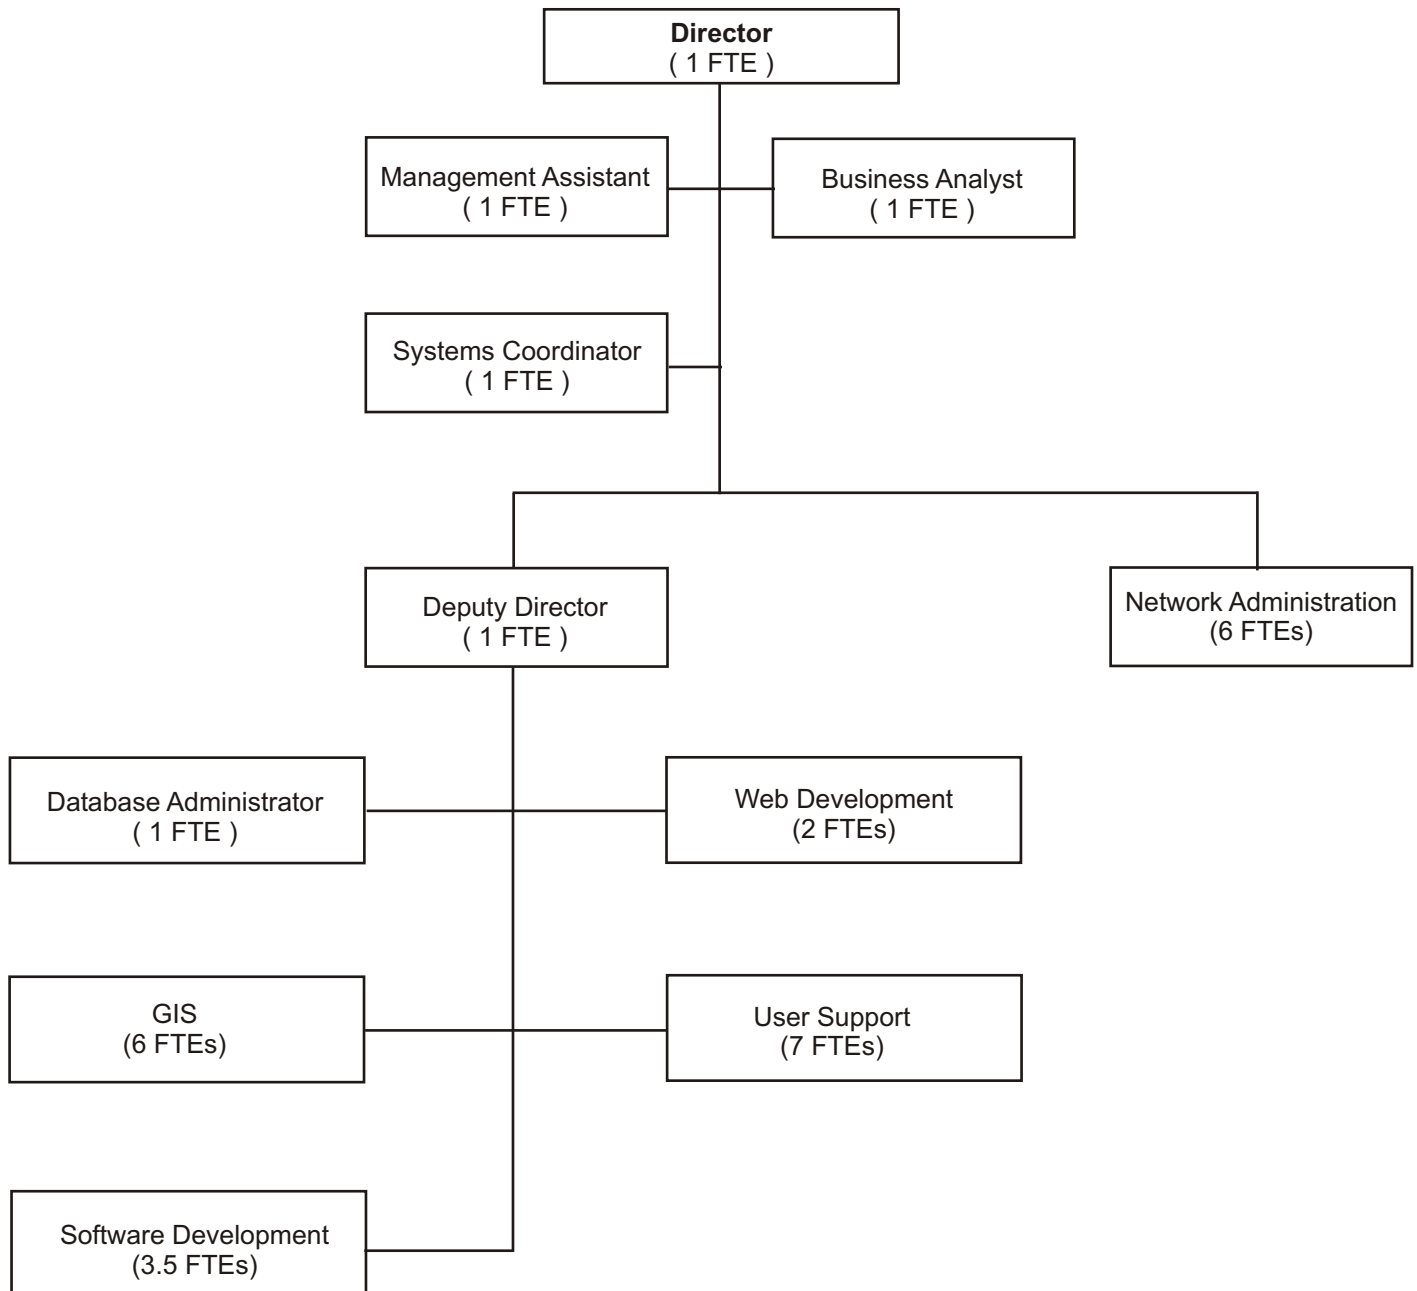 Director
( 1 FTE )
Management Assistant
( 1 FTE )
Business Analyst
( 1 FTE )
Systems Coordinator
( 1 FTE )
Deputy Director
( 1 FTE )
Network Administration
(6 FTEs)
Database Administrator
( 1 FTE )
Web Development
(2 FTEs)
GIS
(6 FTEs)
User Support
(7 FTEs)
Software Development
(3.5 FTEs)